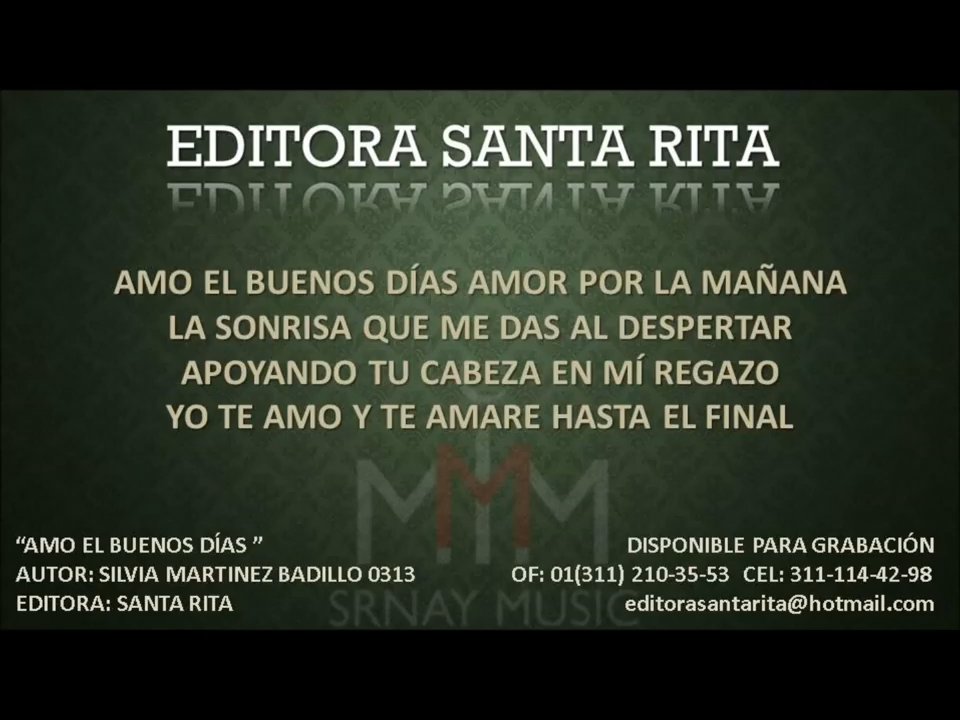 EDITORA SANTA RITA
AMO EL BUENOS DÍAS AMOR POR LA MAÑANA
LA SONRISA QUE ME DAS AL DESPERTAR
APOYANDO TU CABEZA EN MÍ REGAZO
YO TE AMO Y TE AMARE HASTA EL FINAL
MYM
“AMO EL BUENOS DÍAS ”
AUTOR: SILVIA MARTINEZ BADILLO 0313
EDITORA: SANTA RITA
DISPONIBLE PARA GRABACIÓN
OF: 01(311) 210-35-53 CEL: 311-114-42-98
editorasantarita@hotmail.com
SRNAY MUSIC